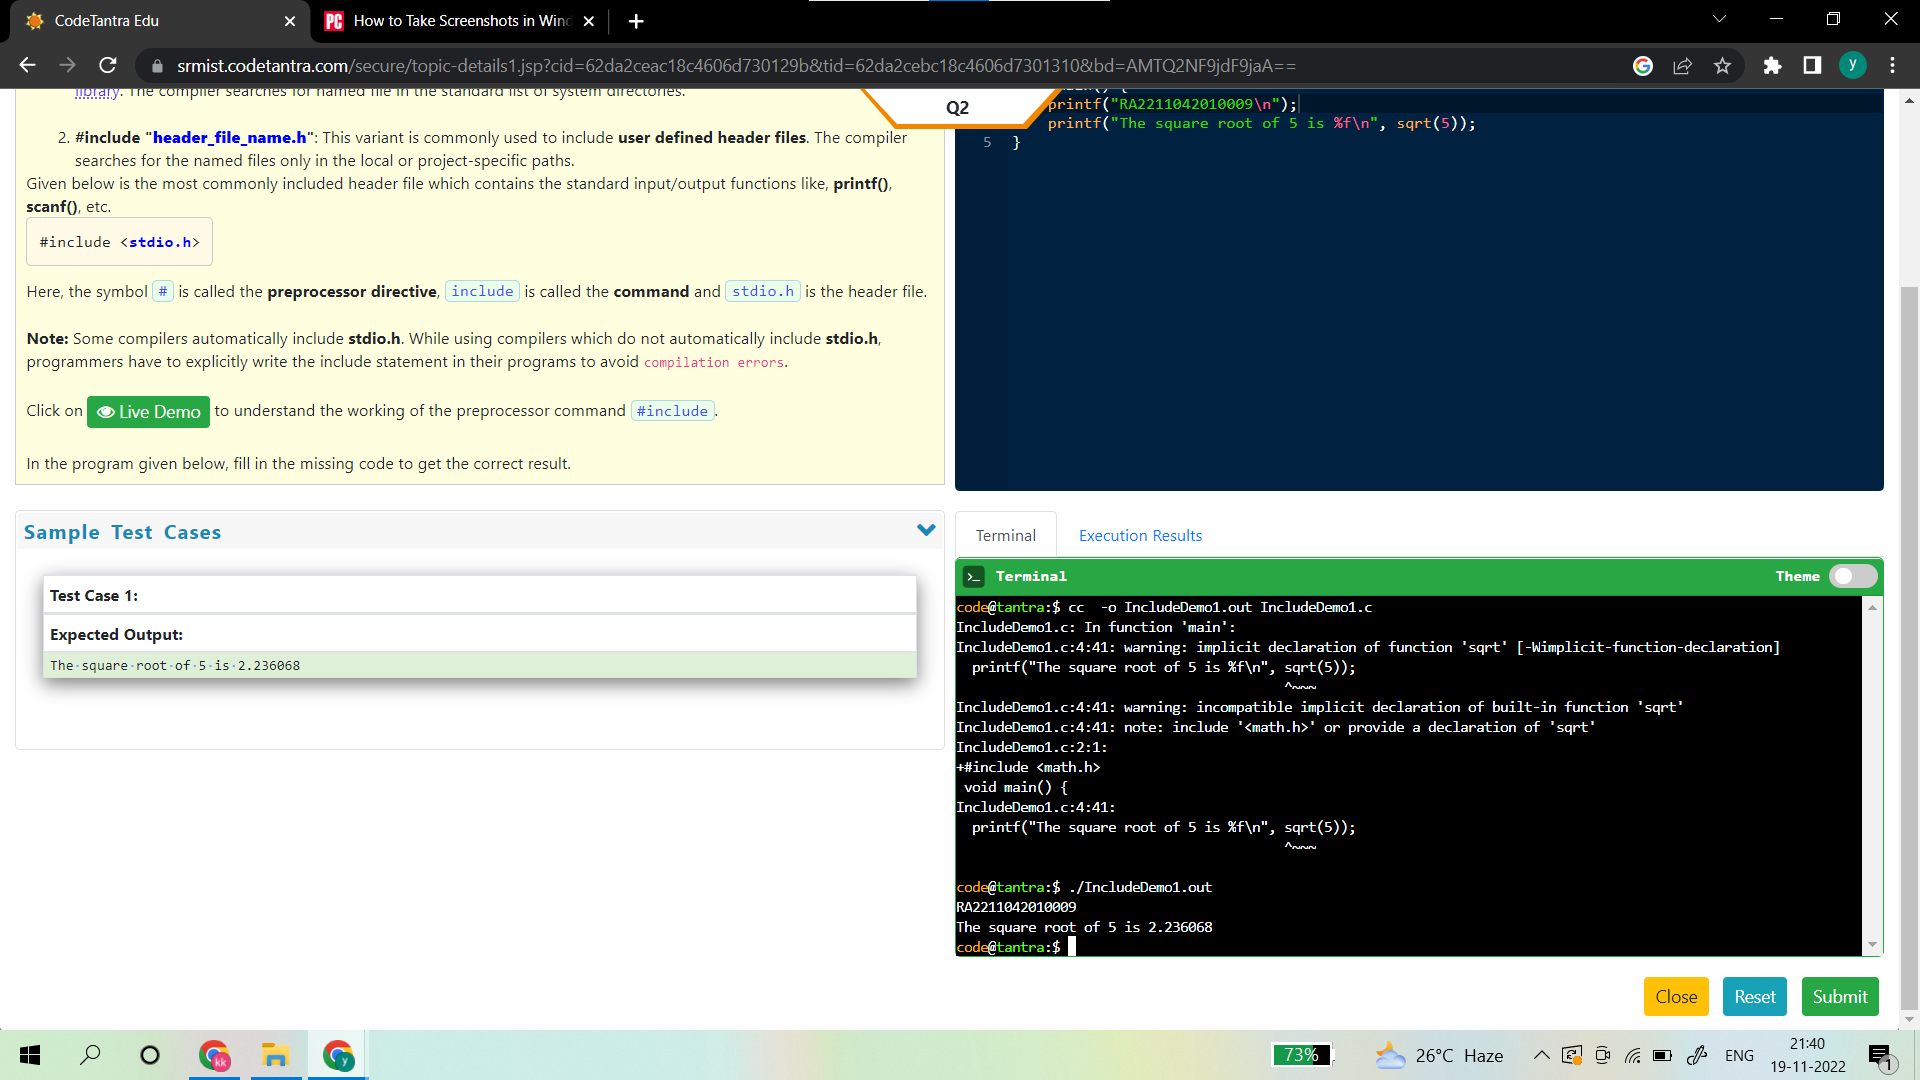 CodeTantra Edu
How to Take Screenshots in Wind
srmist.codetantra.com/secure/topic-details1.jsp?cid=62da2ceac18c4606d730129b&tid=62da2cebc18c4606d7301310&bd=AMTQ2NF9jdF9jaA==
y
library. The compiler searches for named file in the standard list of system directories.
2. #include "header_file_name.h": This variant is commonly used to include user defined header files. The compiler
searches for the named files only in the local or project-specific paths.
Given below is the most commonly included header file which contains the standard input/output functions like, printf(),
scanf(), etc.
#include <stdio.h>
Here, the symbol # is called the preprocessor directive, include is called the command and stdio.h is the header file.
Note: Some compilers automatically include stdio.h. While using compilers which do not automatically include stdio.h,
programmers have to explicitly write the include statement in their programs to avoid compilation errors.
Click on Live Demo to understand the working of the preprocessor command #include.
In the program given below, fill in the missing code to get the correct result.
Q2
printf("RA2211042010009\n");
printf("The square root of 5 is %f\n", sqrt(5));
5 }
Sample Test Cases
Test Case 1:
Expected Output:
The·square·root·of·5·is·2.236068
Terminal
Execution Results
>_ Terminal
Theme
code@tantra:$ cc  -o IncludeDemo1.out IncludeDemo1.c
IncludeDemo1.c: In function 'main':
IncludeDemo1.c:4:41: warning: implicit declaration of function 'sqrt' [-Wimplicit-function-declaration]
  printf("The square root of 5 is %f\n", sqrt(5));
                                         ^~~~
IncludeDemo1.c:4:41: warning: incompatible implicit declaration of built-in function 'sqrt'
IncludeDemo1.c:4:41: note: include '<math.h>' or provide a declaration of 'sqrt'
IncludeDemo1.c:2:1:
+#include <math.h>
 void main() {
IncludeDemo1.c:4:41:
  printf("The square root of 5 is %f\n", sqrt(5));
                                         ^~~~
code@tantra:$ ./IncludeDemo1.out
RA2211042010009
The square root of 5 is 2.236068
code@tantra:$
Close
Reset
Submit
kk
y
73%
26°C Haze
ENG
21:40
19-11-2022
1